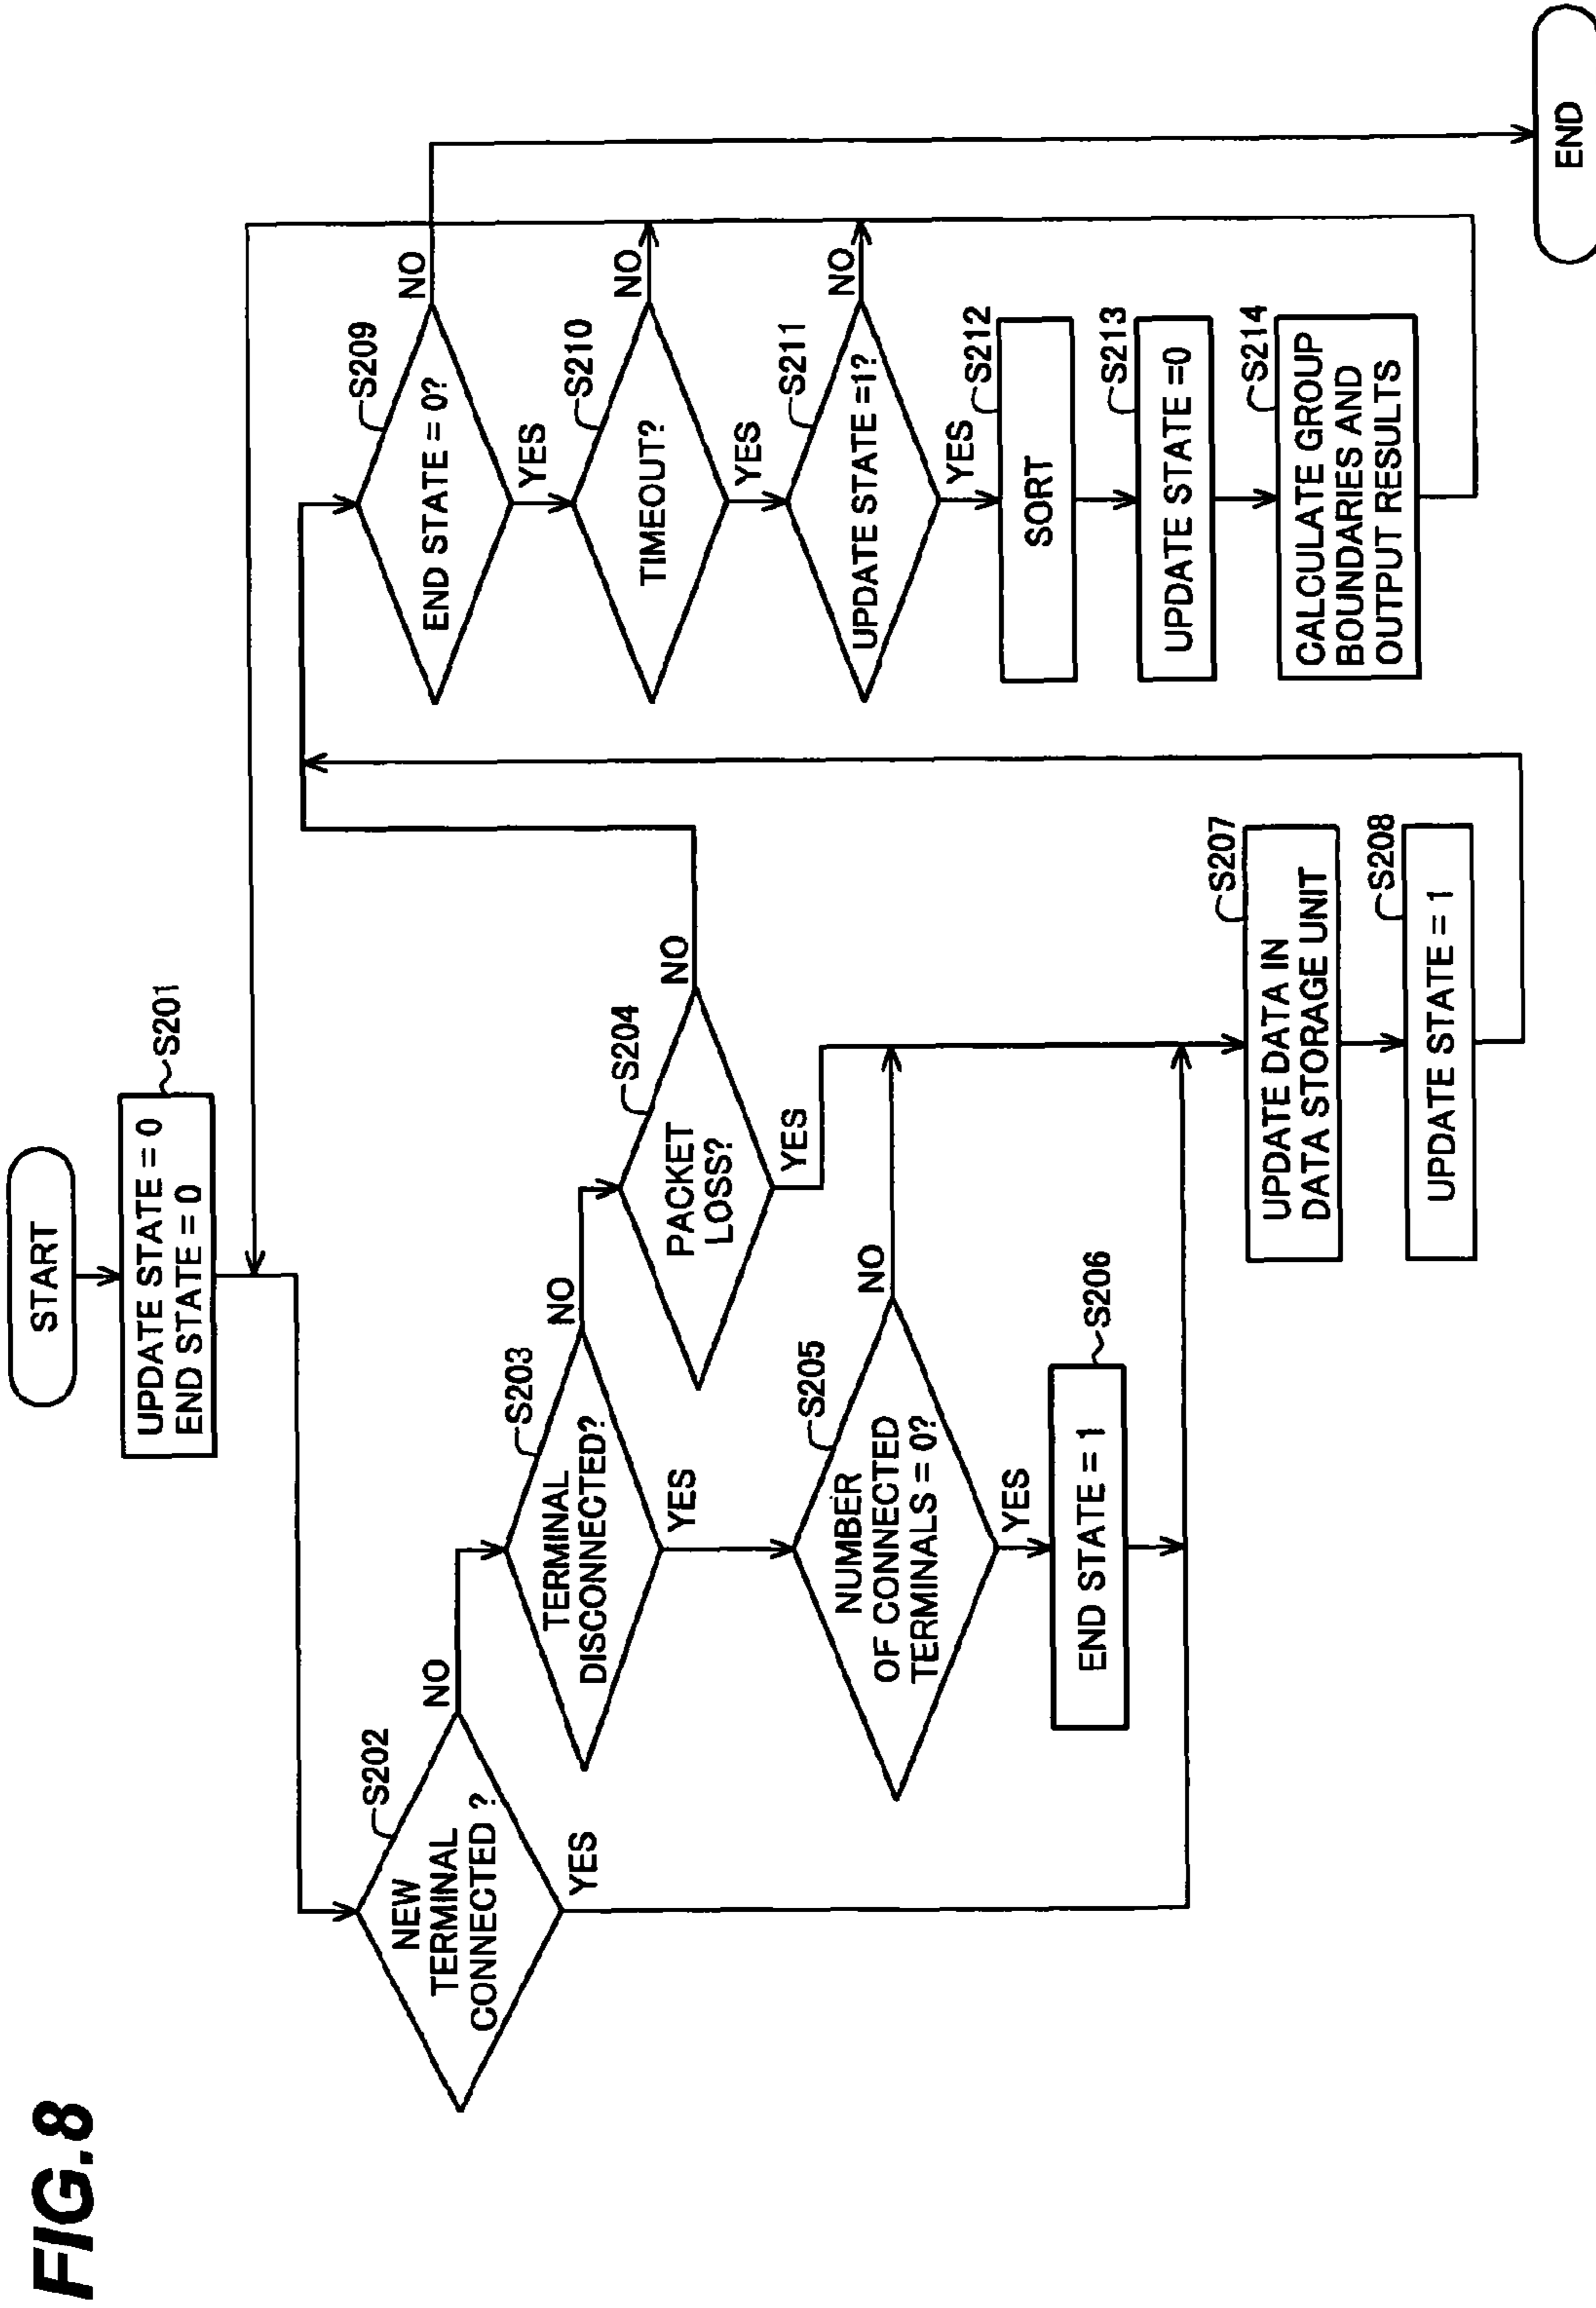 FIG.8
START
UPDATE STATE = 0
END STATE = 0
S201
NEW
TERMINAL
CONNECTED ?
S202
NO
YES
TERMINAL
DISCONNECTED?
S203
NO
YES
PACKET
LOSS?
S204
NO
YES
NUMBER
OF CONNECTED
TERMINALS = 0?
S205
NO
YES
END STATE = 1
S206
UPDATE DATA IN
DATA STORAGE UNIT
S207
UPDATE STATE = 1
S208
END STATE = 0?
S209
NO
YES
TIMEOUT?
S210
NO
YES
UPDATE STATE =1?
S211
NO
YES
SORT
S212
UPDATE STATE =0
S213
CALCULATE GROUP
BOUNDARIES AND
OUTPUT RESULTS
S214
END